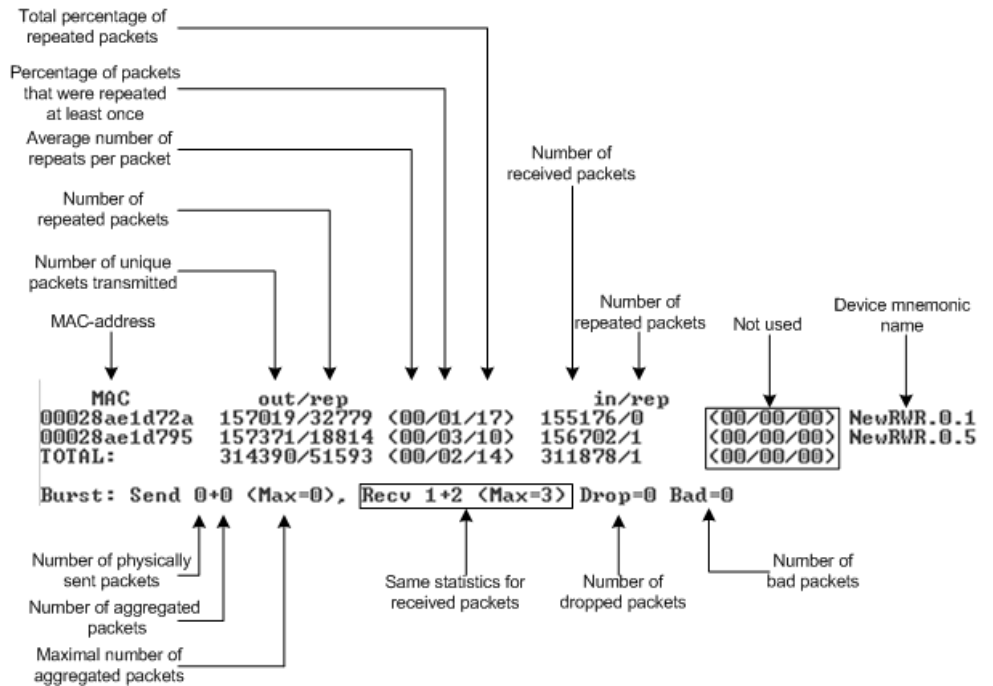 Total percentage of
repeated packets
Percentage of packets
that were repeated
at least once
Average number of
repeats per packet
Number of
received packets
Number of
repeated packets
Number of unique
packets transmitted
MAC-address
Number of
repeated packets
Not used
Device mnemonic
name
MAC out/rep in/rep
00028ae1d72a 157019/32779 (00/01/17) 155176/0 (00/00/00) NewRWR.0.1
00028ae1d795 157371/18814 (00/03/10) 156702/1 (00/00/00) NewRWR.0.5
TOTAL: 314390/51593 (00/02/14) 311878/1 (00/00/00)
Burst: Send 0+0 (Max=0), Recv 1+2 (Max=3) Drop=0 Bad=0
Number of physically
sent packets
Number of aggregated
packets
Maximal number of
aggregated packets
Same statistics for
received packets
Number of
dropped packets
Number of
bad packets